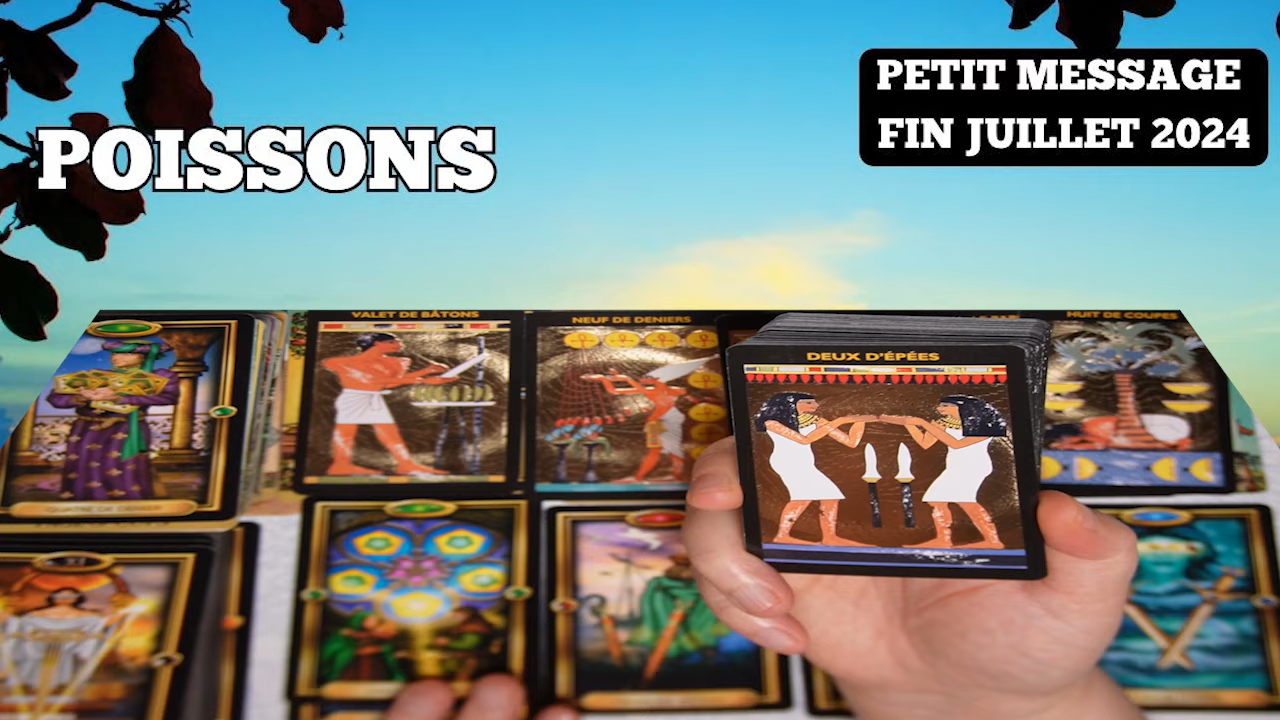 PETIT MESSAGE
FIN JUILLET 2024
POISSONS
VALET DE BÂTONS
NEUF DE DENIERS
HUIT DE COUPES
DEUX D'ÉPÉES